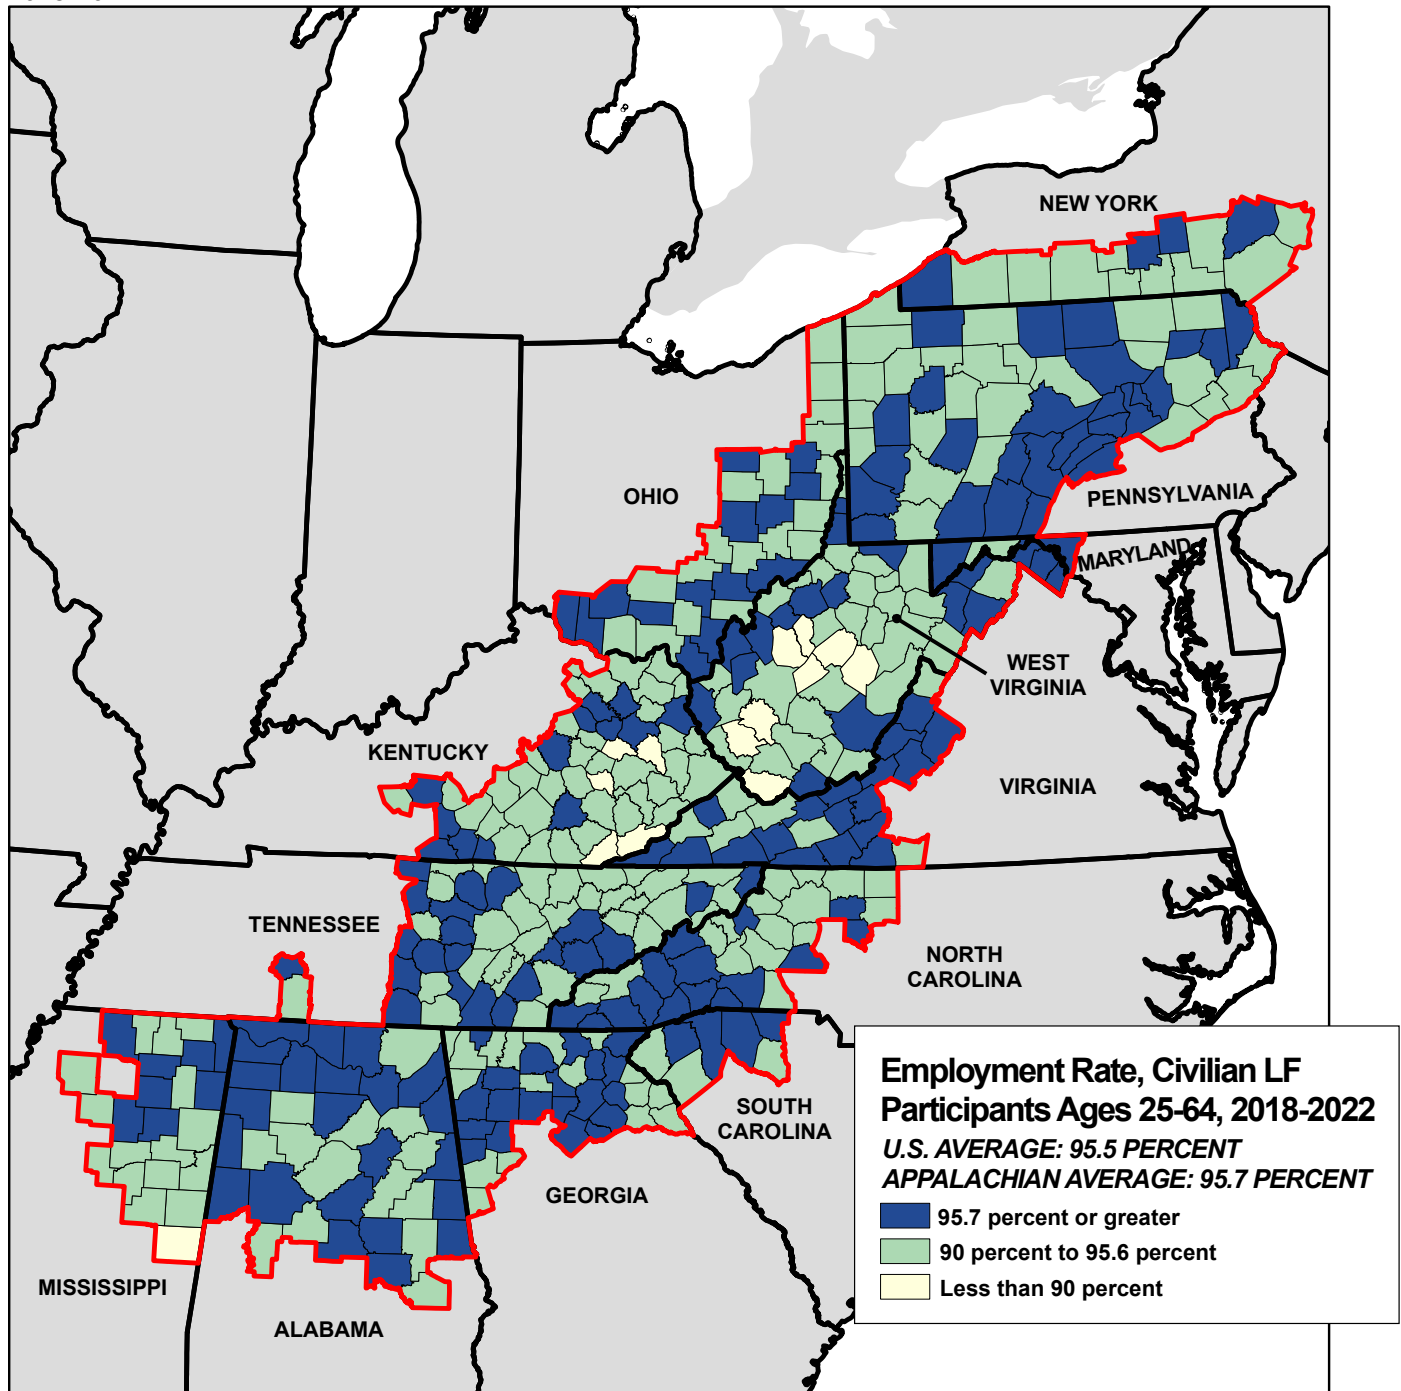 NEW YORK
OHIO
PENNSYLVANIA
MARYLAND
WEST
VIRGINIA
KENTUCKY
VIRGINIA
TENNESSEE
NORTH
CAROLINA
SOUTH
CAROLINA
GEORGIA
MISSISSIPPI
ALABAMA
Employment Rate, Civilian LF
Participants Ages 25-64, 2018-2022
U.S. AVERAGE: 95.5 PERCENT
APPALACHIAN AVERAGE: 95.7 PERCENT
95.7 percent or greater
90 percent to 95.6 percent
Less than 90 percent